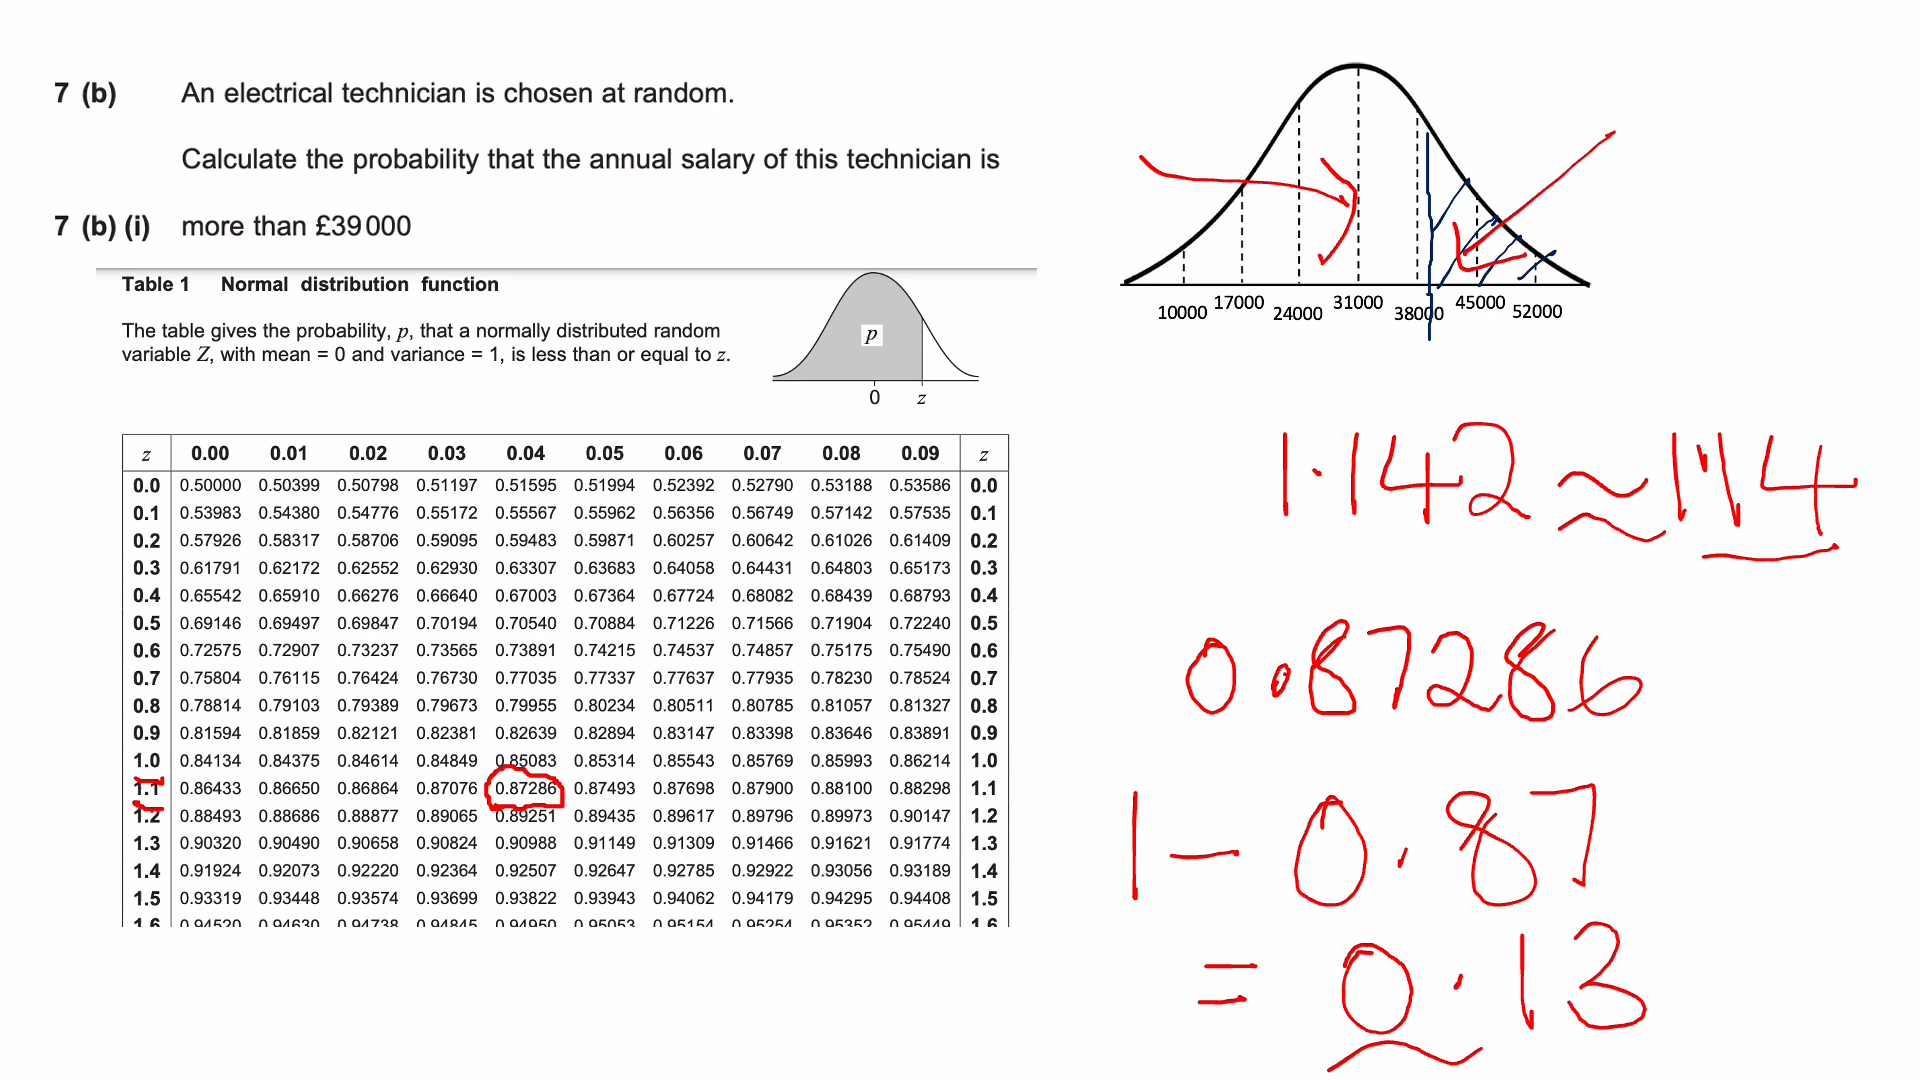 7 (b) An electrical technician is chosen at random.
Calculate the probability that the annual salary of this technician is
7 (b) (i) more than £39 000
Table 1 Normal distribution function
The table gives the probability, p, that a normally distributed random
variable Z, with mean = 0 and variance = 1, is less than or equal to z.
p
0 z
z 0.00 0.01 0.02 0.03 0.04 0.05 0.06 0.07 0.08 0.09 z
0.0 0.50000 0.50399 0.50798 0.51197 0.51595 0.51994 0.52392 0.52790 0.53188 0.53586 0.0
0.1 0.53983 0.54380 0.54776 0.55172 0.55567 0.55962 0.56356 0.56749 0.57142 0.57535 0.1
0.2 0.57926 0.58317 0.58706 0.59095 0.59483 0.59871 0.60257 0.60642 0.61026 0.61409 0.2
0.3 0.61791 0.62172 0.62552 0.62930 0.63307 0.63683 0.64058 0.64431 0.64803 0.65173 0.3
0.4 0.65542 0.65910 0.66276 0.66640 0.67003 0.67364 0.67724 0.68082 0.68439 0.68793 0.4
0.5 0.69146 0.69497 0.69847 0.70194 0.70540 0.70884 0.71226 0.71566 0.71904 0.72240 0.5
0.6 0.72575 0.72907 0.73237 0.73565 0.73891 0.74215 0.74537 0.74857 0.75175 0.75490 0.6
0.7 0.75804 0.76115 0.76424 0.76730 0.77035 0.77337 0.77637 0.77935 0.78230 0.78524 0.7
0.8 0.78814 0.79103 0.79389 0.79673 0.79955 0.80234 0.80511 0.80785 0.81057 0.81327 0.8
0.9 0.81594 0.81859 0.82121 0.82381 0.82639 0.82894 0.83147 0.83398 0.83646 0.83891 0.9
1.0 0.84134 0.84375 0.84614 0.84849 0.85083 0.85314 0.85543 0.85769 0.85993 0.86214 1.0
1.1 0.86433 0.86650 0.86864 0.87076 0.87286 0.87493 0.87698 0.87900 0.88100 0.88298 1.1
1.2 0.88493 0.88686 0.88877 0.89065 0.89251 0.89435 0.89617 0.89796 0.89973 0.90147 1.2
1.3 0.90320 0.90490 0.90658 0.90824 0.90988 0.91149 0.91309 0.91466 0.91621 0.91774 1.3
1.4 0.91924 0.92073 0.92220 0.92364 0.92507 0.92647 0.92785 0.92922 0.93056 0.93189 1.4
1.5 0.93319 0.93448 0.93574 0.93699 0.93822 0.93943 0.94062 0.94179 0.94295 0.94408 1.5
1.6 0.94520 0.94630 0.94738 0.94845 0.94950 0.95053 0.95154 0.95254 0.95352 0.95449 1.6
10000 17000 24000 31000 38000 45000 52000
1.142 ≈ 1.14
0.87286
1 - 0.87
= 0.13